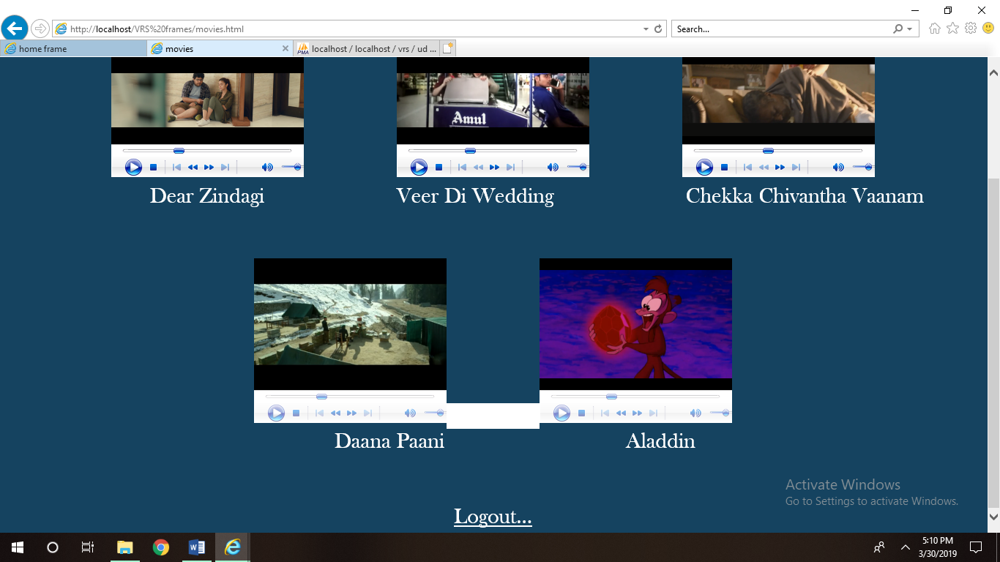 http://localhost/VRS%20frames/movies.html
Search...
home frame
movies
PMA
localhost / localhost / vrs / ud ...
Amul
Dear Zindagi
Veer Di Wedding
Chekka Chivantha Vaanam
Daana Paani
Aladdin
Activate Windows
Go to Settings to activate Windows.
Logout...
5:10 PM
3/30/2019